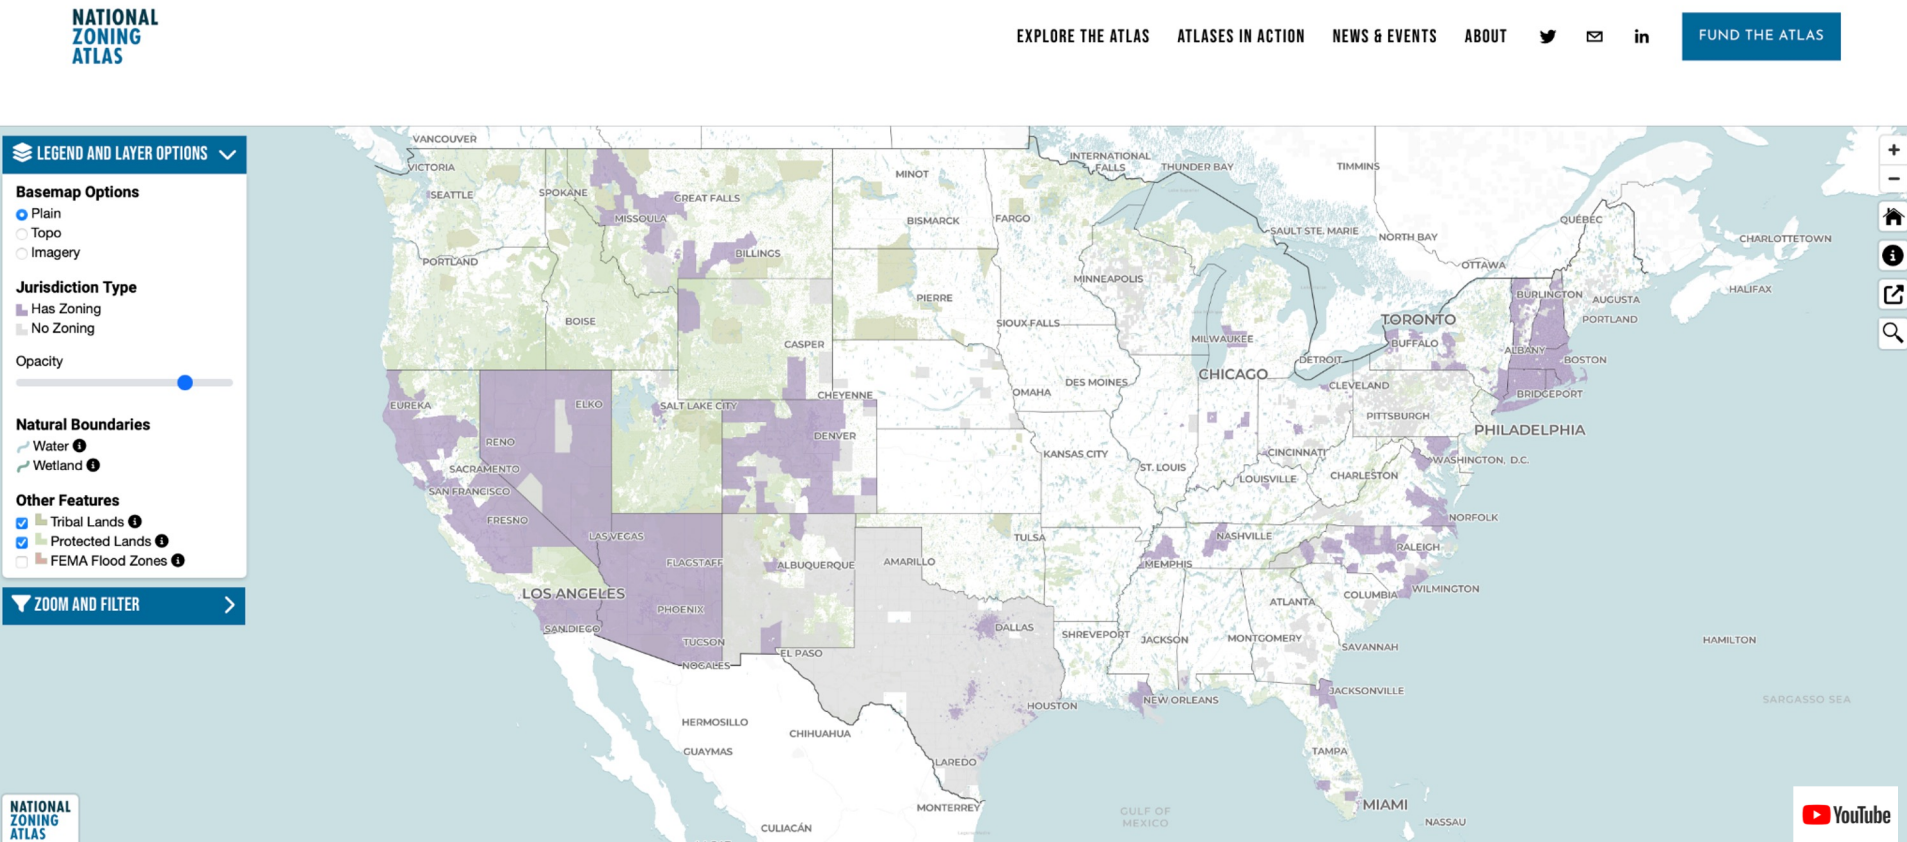 NATIONAL
ZONING
ATLAS
EXPLORE THE ATLAS
ATLASES IN ACTION
NEWS & EVENTS
ABOUT
in
FUND THE ATLAS
LEGEND AND LAYER OPTIONS
Basemap Options
Plain
Topo
Imagery
Jurisdiction Type
Has Zoning
No Zoning
Opacity
Natural Boundaries
Water
Wetland
Other Features
Tribal Lands
Protected Lands
FEMA Flood Zones
ZOOM AND FILTER
VANCOUVER
VICTORIA
SEATTLE
SPOKANE
GREAT FALLS
MISSOULA
PORTLAND
BILLINGS
BOISE
CASPER
CHEYENNE
EUREKA
ELKO
SALT LAKE CITY
RENO
DENVER
SACRAMENTO
SAN FRANCISCO
FRESNO
LAS VEGAS
FLAGSTAFF
ALBUQUERQUE
AMARILLO
LOS ANGELES
PHOENIX
SAN DIEGO
TUCSON
NOGALES
EL PASO
HERMOSILLO
CHIHUAHUA
GUAYMAS
CULIACÁN
MONTERREY
LAREDO
MINOT
BISMARCK
FARGO
PIERRE
SIOUX FALLS
OMAHA
DES MOINES
KANSAS CITY
ST. LOUIS
TULSA
DALLAS
SHREVEPORT
HOUSTON
JACKSON
NEW ORLEANS
MONTGOMERY
INTERNATIONAL
FALLS
THUNDER BAY
TIMMINS
MINNEAPOLIS
SAULT STE. MARIE
NORTH BAY
QUÉBEC
CHARLOTTETOWN
OTTAWA
HALIFAX
BURLINGTON
AUGUSTA
PORTLAND
TORONTO
BUFFALO
ALBANY
BOSTON
BRIDGEPORT
MILWAUKEE
CHICAGO
DETROIT
CLEVELAND
PITTSBURGH
PHILADELPHIA
CINCINNATI
WASHINGTON, D.C.
LOUISVILLE
CHARLESTON
NORFOLK
NASHVILLE
RALEIGH
MEMPHIS
WILMINGTON
COLUMBIA
ATLANTA
SAVANNAH
JACKSONVILLE
TAMPA
MIAMI
NASSAU
HAMILTON
SARGASSO SEA
GULF OF
MEXICO
+
−
NATIONAL
ZONING
ATLAS
YouTube